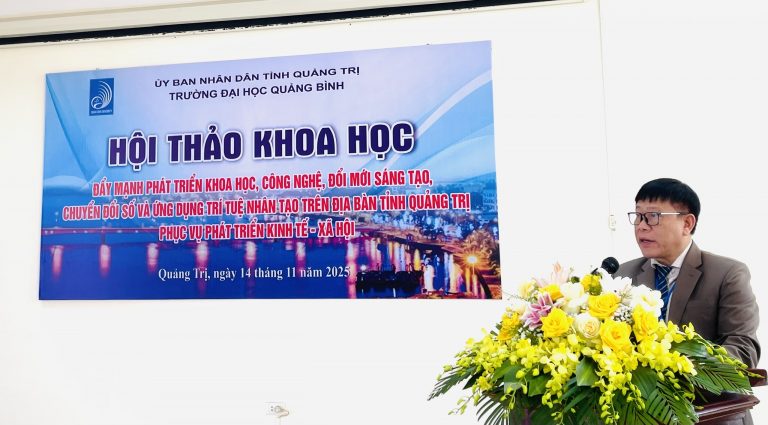 ỦY BAN NHÂN DÂN TỈNH QUẢNG TRỊ
TRƯỜNG ĐẠI HỌC QUẢNG BÌNH
HỘI THẢO KHOA HỌC
ĐẨY MẠNH PHÁT TRIỂN KHOA HỌC, CÔNG NGHỆ, ĐỔI MỚI SÁNG TẠO,
CHUYỂN ĐỔI SỐ VÀ ỨNG DỤNG TRÍ TUỆ NHÂN TẠO TRÊN ĐỊA BÀN TỈNH QUẢNG TRỊ
PHỤC VỤ PHÁT TRIỂN KINH TẾ - XÃ HỘI
Quảng Trị, ngày 14 tháng 11 năm 2025